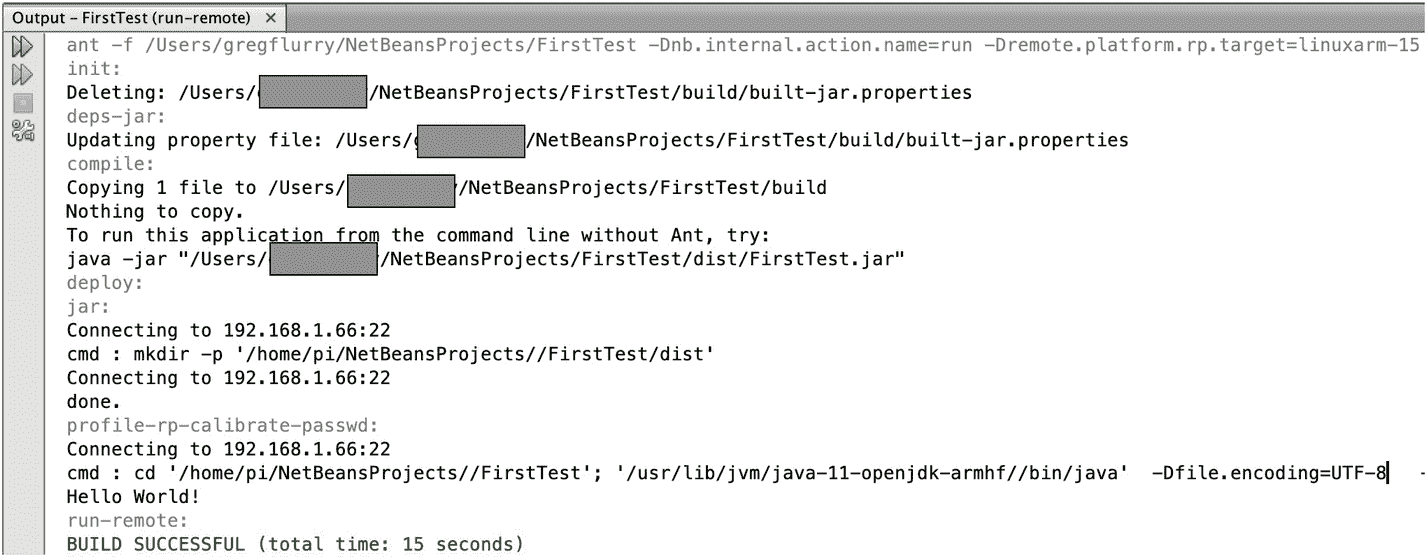 Output - FirstTest (run-remote) ×
ant -f /Users/gregflurry/NetBeansProjects/FirstTest -Dnb.internal.action.name=run -Dremote.platform.rp.target=linuxarm-15
init:
Deleting: /Users/ /NetBeansProjects/FirstTest/build/built-jar.properties
deps-jar:
Updating property file: /Users/ /NetBeansProjects/FirstTest/build/built-jar.properties
compile:
Copying 1 file to /Users/ /NetBeansProjects/FirstTest/build
Nothing to copy.
To run this application from the command line without Ant, try:
java -jar "/Users/ /NetBeansProjects/FirstTest/dist/FirstTest.jar"
deploy:
jar:
Connecting to 192.168.1.66:22
cmd : mkdir -p '/home/pi/NetBeansProjects//FirstTest/dist'
Connecting to 192.168.1.66:22
done.
profile-rp-calibrate-passwd:
Connecting to 192.168.1.66:22
cmd : cd '/home/pi/NetBeansProjects//FirstTest'; '/usr/lib/jvm/java-11-openjdk-armhf//bin/java' -Dfile.encoding=UTF-8 -
Hello World!
run-remote:
BUILD SUCCESSFUL (total time: 15 seconds)